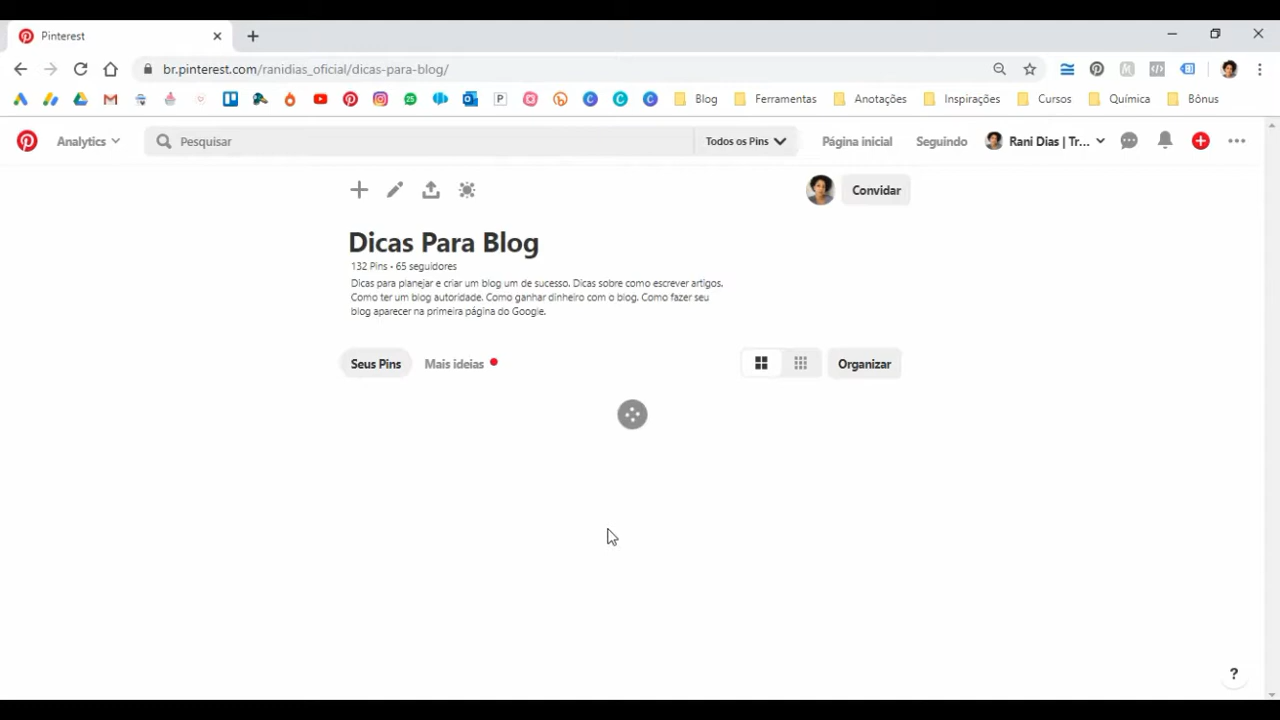 Pinterest
br.pinterest.com/ranidias_oficial/dicas-para-blog/
25
P
Blog
Ferramentas
Anotações
Inspirações
Cursos
Química
Bônus
Analytics
Pesquisar
Todos os Pins
Página inicial
Seguindo
Rani Dias | Tr...
Convidar
Dicas Para Blog
132 Pins • 65 seguidores
Dicas para planejar e criar um blog um de sucesso. Dicas sobre como escrever artigos.
Como ter um blog autoridade. Como ganhar dinheiro com o blog. Como fazer seu
blog aparecer na primeira página do Google.
Seus Pins
Mais ideias
Organizar
?